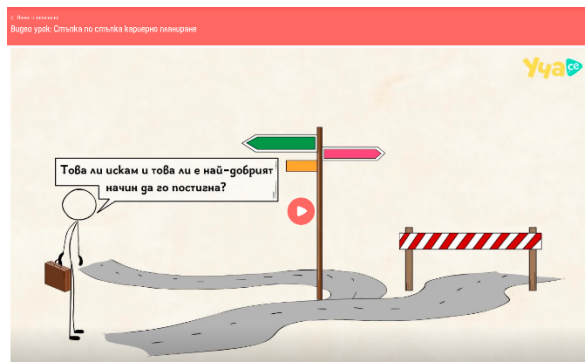 Видео урок: Стъпка по стъпка кариерно планиране
Уча се
Това ли искам и това ли е най-добрият
начин да го постигна?